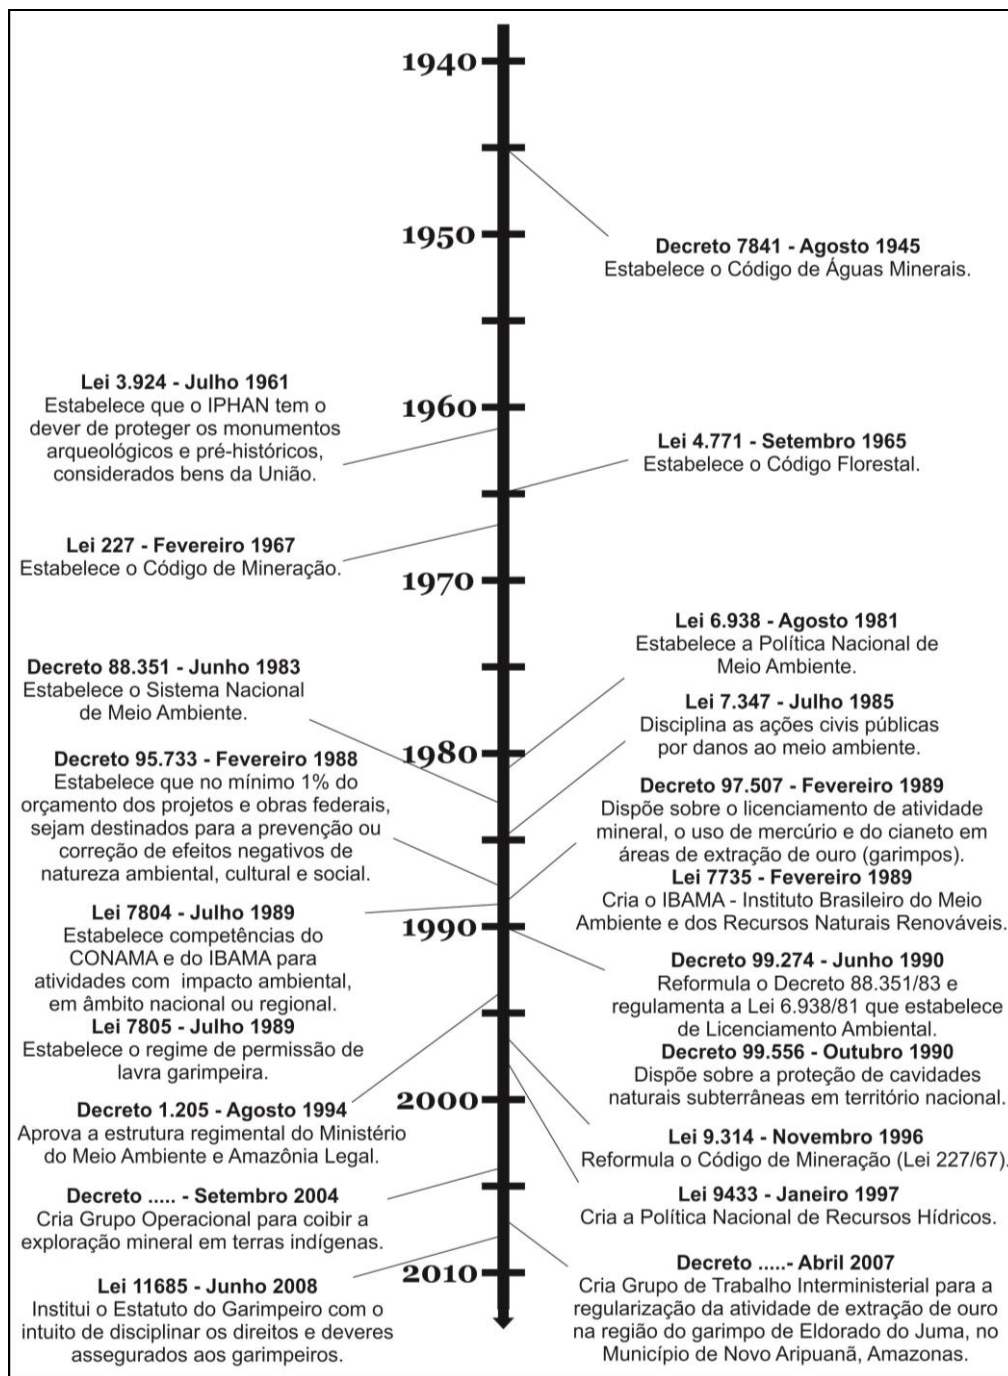 1940
1950
Decreto 7841 - Agosto 1945
Estabelece o Código de Águas Minerais.
Lei 3.924 - Julho 1961
Estabelece que o IPHAN tem o
dever de proteger os monumentos
arqueológicos e pré-históricos,
considerados bens da União.
1960
Lei 4.771 - Setembro 1965
Estabelece o Código Florestal.
Lei 227 - Fevereiro 1967
Estabelece o Código de Mineração.
1970
Lei 6.938 - Agosto 1981
Estabelece a Política Nacional de
Meio Ambiente.
Decreto 88.351 - Junho 1983
Estabelece o Sistema Nacional
de Meio Ambiente.
Lei 7.347 - Julho 1985
Disciplina as ações civis públicas
por danos ao meio ambiente.
1980
Decreto 95.733 - Fevereiro 1988
Estabelece que no mínimo 1% do
orçamento dos projetos e obras federais,
sejam destinados para a prevenção ou
correção de efeitos negativos de
natureza ambiental, cultural e social.
Decreto 97.507 - Fevereiro 1989
Dispõe sobre o licenciamento de atividade
mineral, o uso de mercúrio e do cianeto em
áreas de extração de ouro (garimpos).
Lei 7735 - Fevereiro 1989
Cria o IBAMA - Instituto Brasileiro do Meio
Ambiente e dos Recursos Naturais Renováveis.
Lei 7804 - Julho 1989
Estabelece competências do
CONAMA e do IBAMA para
atividades com impacto ambiental,
em âmbito nacional ou regional.
Lei 7805 - Julho 1989
Estabelece o regime de permissão de
lavra garimpeira.
1990
Decreto 99.274 - Junho 1990
Reformula o Decreto 88.351/83 e
regulamenta a Lei 6.938/81 que estabelece
de Licenciamento Ambiental.
Decreto 99.556 - Outubro 1990
Dispõe sobre a proteção de cavidades
naturais subterrâneas em território nacional.
Decreto 1.205 - Agosto 1994
Aprova a estrutura regimental do Ministério
do Meio Ambiente e Amazônia Legal.
2000
Lei 9.314 - Novembro 1996
Reformula o Código de Mineração (Lei 227/67).
Decreto ..... - Setembro 2004
Cria Grupo Operacional para coibir a
exploração mineral em terras indígenas.
Lei 9433 - Janeiro 1997
Cria a Política Nacional de Recursos Hídricos.
Lei 11685 - Junho 2008
Institui o Estatuto do Garimpeiro com o
intuito de disciplinar os direitos e deveres
assegurados aos garimpeiros.
2010
Decreto .....- Abril 2007
Cria Grupo de Trabalho Interministerial para a
regularização da atividade de extração de ouro
na região do garimpo de Eldorado do Juma, no
Município de Novo Aripuanã, Amazonas.